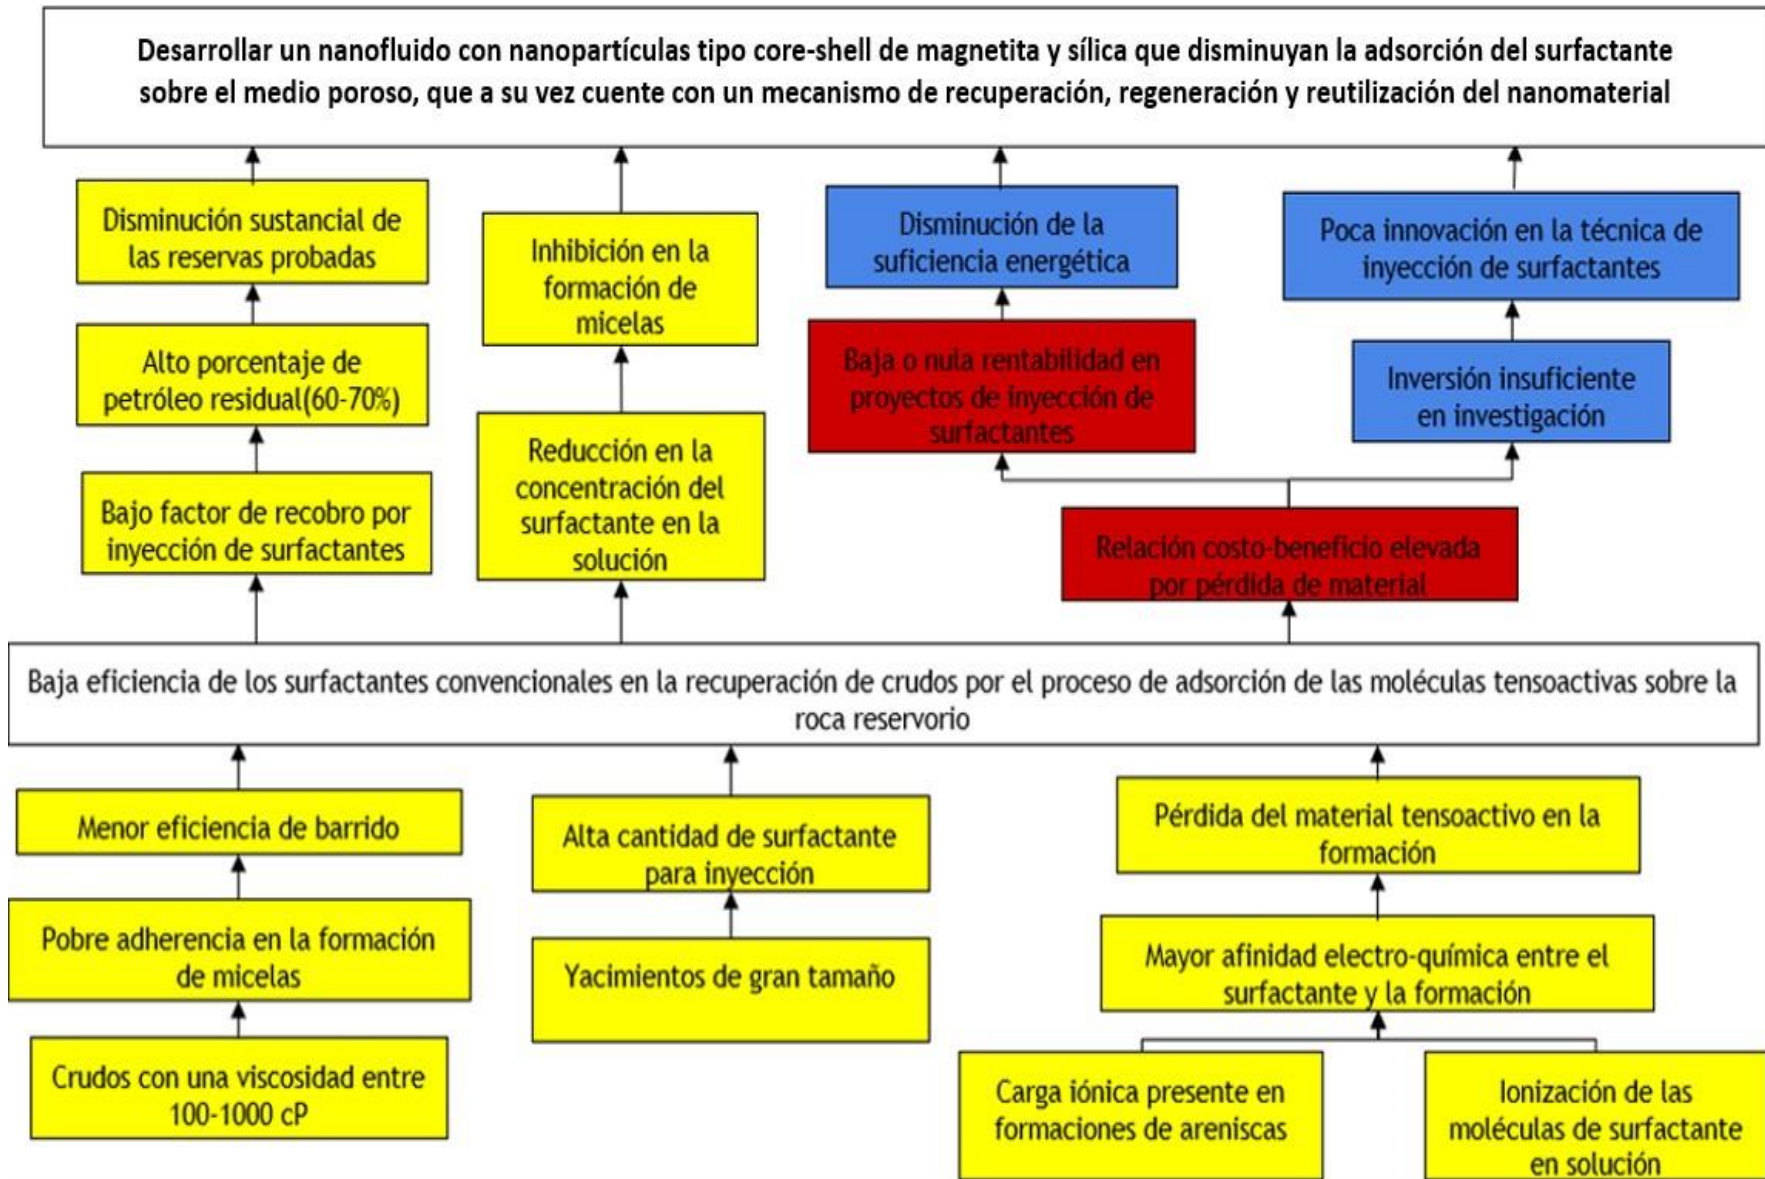 Desarrollar un nanofluido con nanopartículas tipo core-shell de magnetita y sílica que disminuyan la adsorción del surfactante
sobre el medio poroso, que a su vez cuente con un mecanismo de recuperación, regeneración y reutilización del nanomaterial
Disminución sustancial de
las reservas probadas
Alto porcentaje de
petróleo residual(60-70%)
Bajo factor de recobro por
inyección de surfactantes
Inhibición en la
formación de
micelas
Reducción en la
concentración del
surfactante en la
solución
Disminución de la
suficiencia energética
Baja o nula rentabilidad en
proyectos de inyección de
surfactantes
Poca innovación en la técnica de
inyección de surfactantes
Inversión insuficiente
en investigación
Relación costo-beneficio elevada
por pérdida de material
Baja eficiencia de los surfactantes convencionales en la recuperación de crudos por el proceso de adsorción de las moléculas tensoactivas sobre la
roca reservorio
Menor eficiencia de barrido
Pobre adherencia en la formación
de micelas
Crudos con una viscosidad entre
100-1000 cP
Alta cantidad de surfactante
para inyección
Yacimientos de gran tamaño
Pérdida del material tensoactivo en la
formación
Mayor afinidad electro-química entre el
surfactante y la formación
Carga iónica presente en
formaciones de areniscas
Ionización de las
moléculas de surfactante
en solución